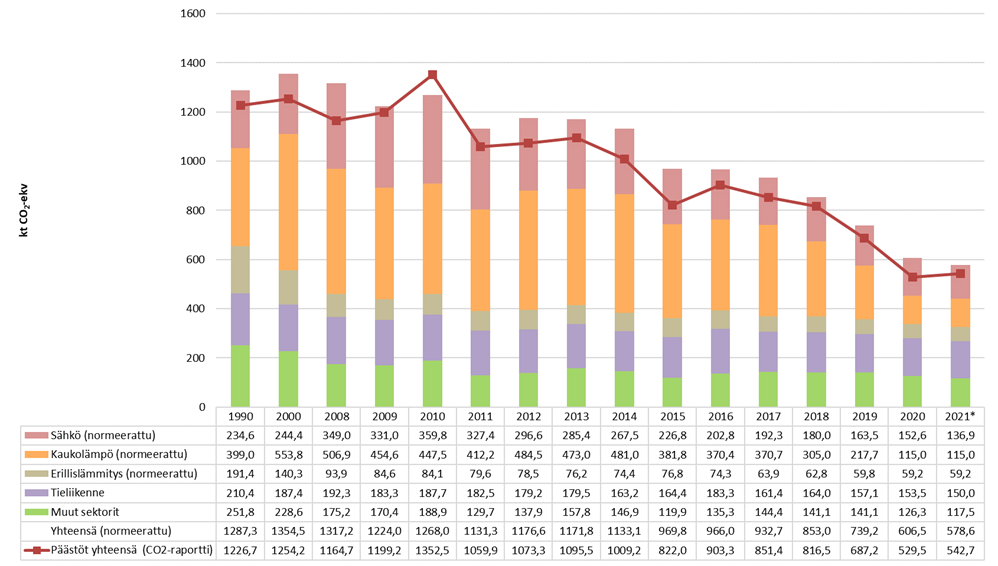 1600
1400
1200
1000
800
600
400
200
0
kt CO2-ekv
1990 2000 2008 2009 2010 2011 2012 2013 2014 2015 2016 2017 2018 2019 2020 2021*
Sähkö (normeerattu) 234,6 244,4 349,0 331,0 359,8 327,4 296,6 285,4 267,5 226,8 202,8 192,3 180,0 163,5 152,6 136,9
Kaukolämpö (normeerattu) 399,0 553,8 506,9 454,6 447,5 412,2 484,5 473,0 481,0 381,8 370,4 370,7 305,0 217,7 115,0 115,0
Erillislämmitys (normeerattu) 191,4 140,3 93,9 84,6 84,1 79,6 78,5 76,2 74,4 76,8 74,3 63,9 62,8 59,8 59,2 59,2
Tieliikenne 210,4 187,4 192,3 183,3 187,7 182,5 179,2 179,5 163,2 164,4 183,3 161,4 164,0 157,1 153,5 150,0
Muut sektorit 251,8 228,6 175,2 170,4 188,9 129,7 137,9 157,8 146,9 119,9 135,3 144,4 141,1 141,1 126,3 117,5
Yhteensä (normeerattu) 1287,3 1354,5 1317,2 1224,0 1268,0 1131,3 1176,6 1171,8 1133,1 969,8 966,0 932,7 853,0 739,2 606,5 578,6
Päästöt yhteensä (CO2-raportti) 1226,7 1254,2 1164,7 1199,2 1352,5 1059,9 1073,3 1095,5 1009,2 822,0 903,3 851,4 816,5 687,2 529,5 542,7